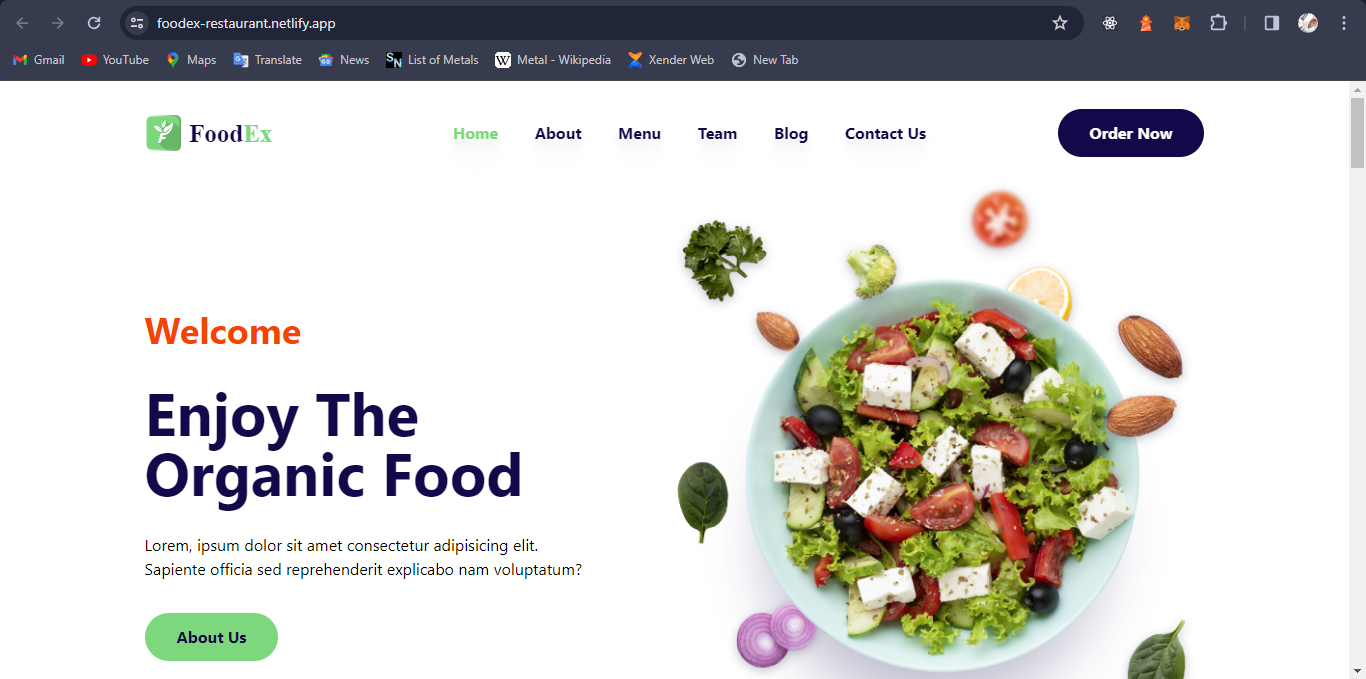 foodex-restaurant.netlify.app
Gmail YouTube Maps Translate News List of Metals Metal - Wikipedia Xender Web New Tab
FoodEx Home About Menu Team Blog Contact Us Order Now
Welcome
Enjoy The
Organic Food
Lorem, ipsum dolor sit amet consectetur adipisicing elit.
Sapiente officia sed reprehenderit explicabo nam voluptatum?
About Us